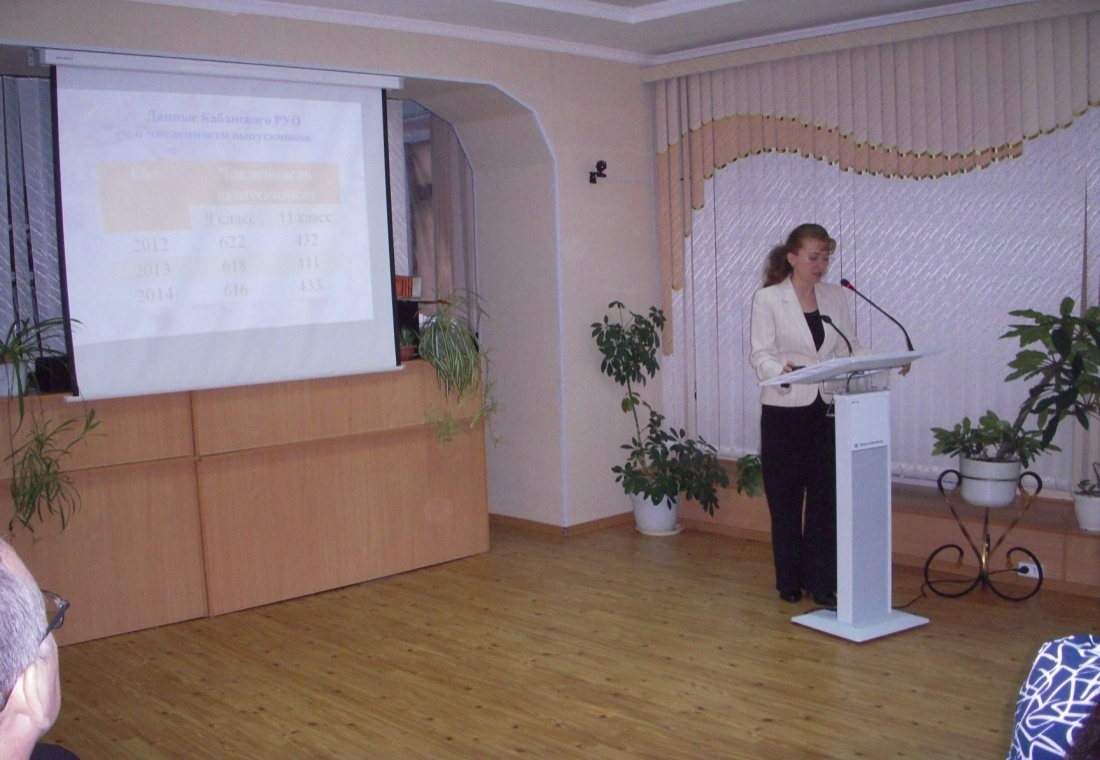 Данные Кабанского РУО
о численности выпускников
Год Численность
выпускников
9 класс 11 класс
2012 622 432
2013 618 411
2014 616 433